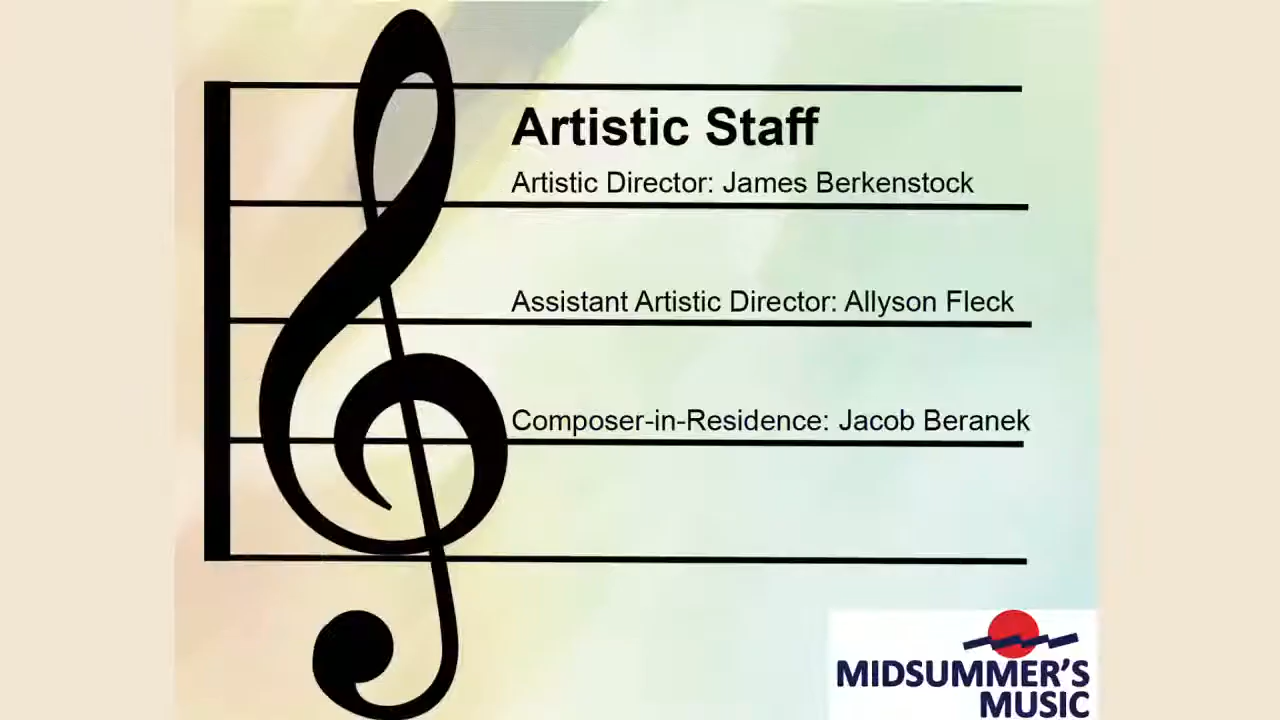 Artistic Staff
Artistic Director: James Berkenstock
Assistant Artistic Director: Allyson Fleck
Composer-in-Residence: Jacob Beranek
MIDSUMMER'S
MUSIC